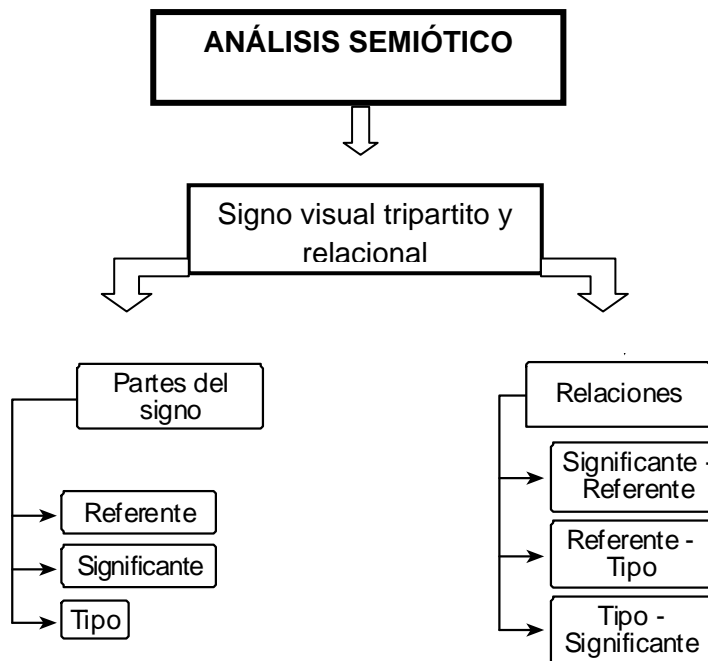 ANÁLISIS SEMIÓTICO
Signo visual tripartito y
relacional
Partes del
signo
Referente
Significante
Tipo
Relaciones
Significante -
Referente
Referente -
Tipo
Tipo -
Significante